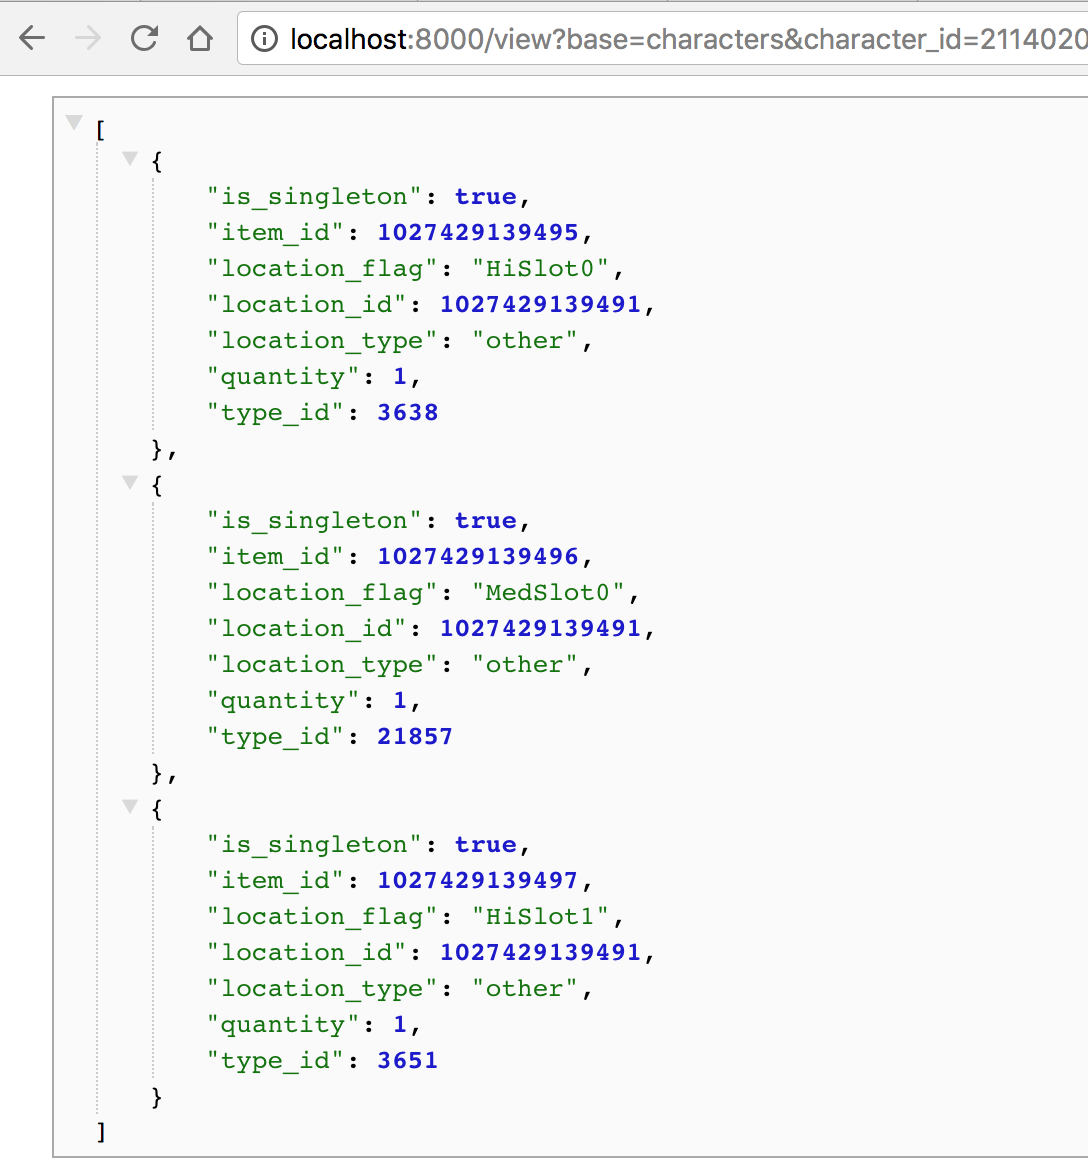 localhost:8000/view?base=characters&character_id=2114020
[
{
"is_singleton": true,
"item_id": 1027429139495,
"location_flag": "HiSlot0",
"location_id": 1027429139491,
"location_type": "other",
"quantity": 1,
"type_id": 3638
},
{
"is_singleton": true,
"item_id": 1027429139496,
"location_flag": "MedSlot0",
"location_id": 1027429139491,
"location_type": "other",
"quantity": 1,
"type_id": 21857
},
{
"is_singleton": true,
"item_id": 1027429139497,
"location_flag": "HiSlot1",
"location_id": 1027429139491,
"location_type": "other",
"quantity": 1,
"type_id": 3651
}
]